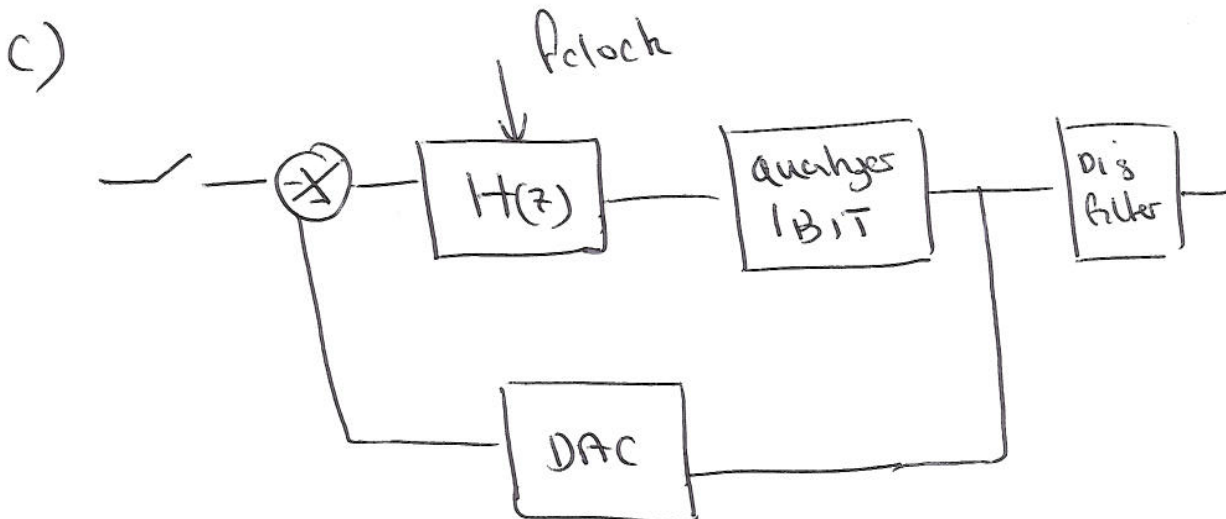 C)
fclock
H(z)
Quantizer
1BIT
Dig
filter
DAC